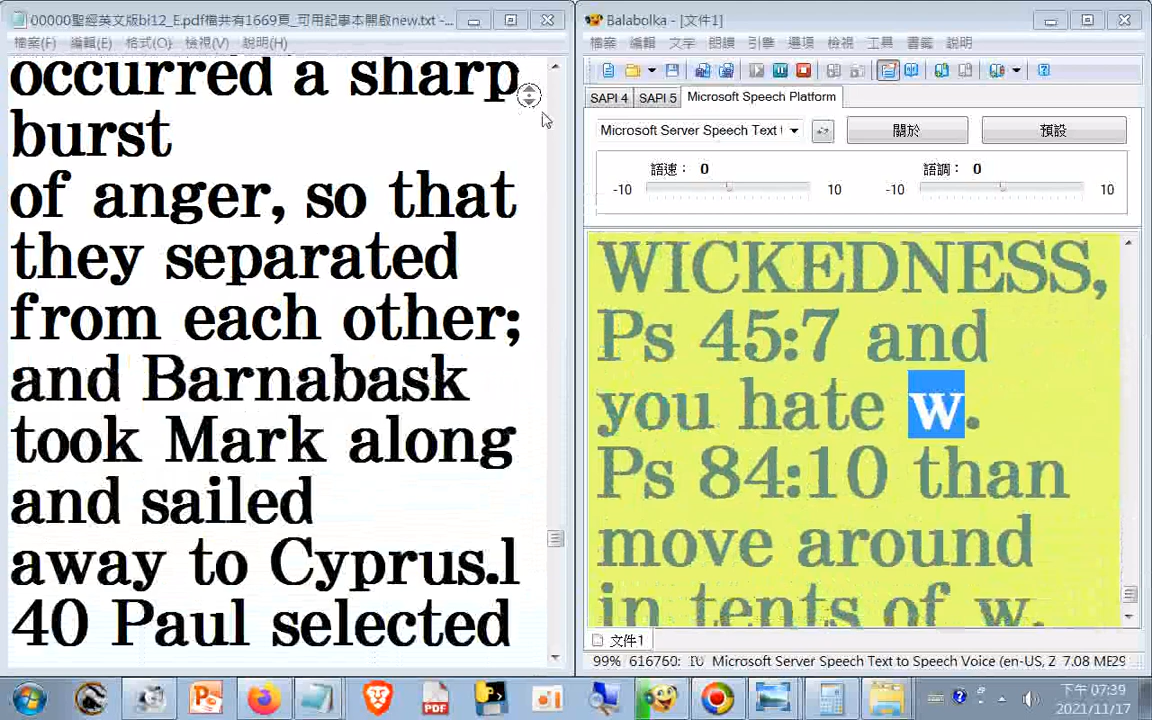 00000聖經英文版bi12_E.pdf檔共有1669頁_可用記事本開啟new.txt -...
檔案(F) 編輯(E) 格式(O) 檢視(V) 說明(H)
occurred a sharp
burst
of anger, so that
they separated
from each other;
and Barnabask
took Mark along
and sailed
away to Cyprus.l
40 Paul selected
Balabolka - [文件1]
檔案 編輯 文字 朗讀 引擎 選項 檢視 工具 書籤 說明
SAPI 4 SAPI 5 Microsoft Speech Platform
Microsoft Server Speech Text 關於 預設
語速： 0 語調： 0
-10 10 -10 10
WICKEDNESS,
Ps 45:7 and
you hate w.
Ps 84:10 than
move around
in tents of w.
文件1
99% 616760: Microsoft Server Speech Text to Speech Voice (en-US, Z 7.08 ME29
PDF
下午 07:39
2021/11/17